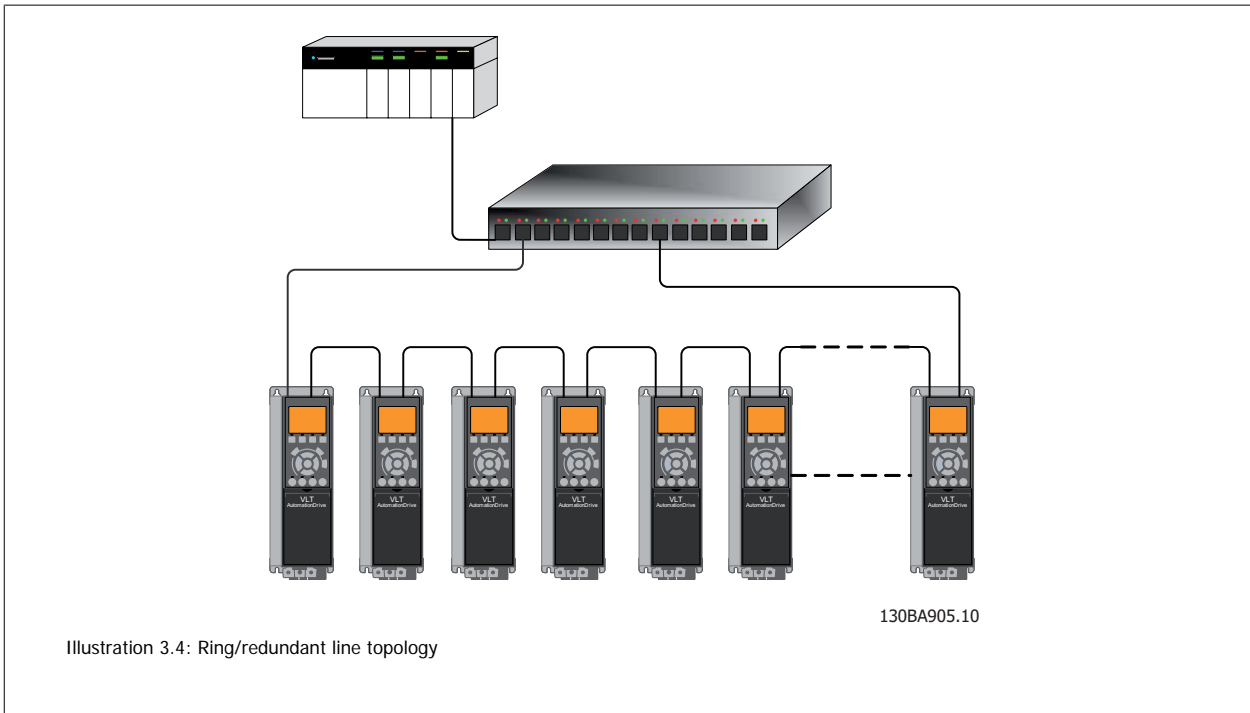 VLT
AutomationDrive
VLT
AutomationDrive
VLT
AutomationDrive
VLT
AutomationDrive
VLT
AutomationDrive
VLT
AutomationDrive
VLT
AutomationDrive
130BA905.10
Illustration 3.4: Ring/redundant line topology